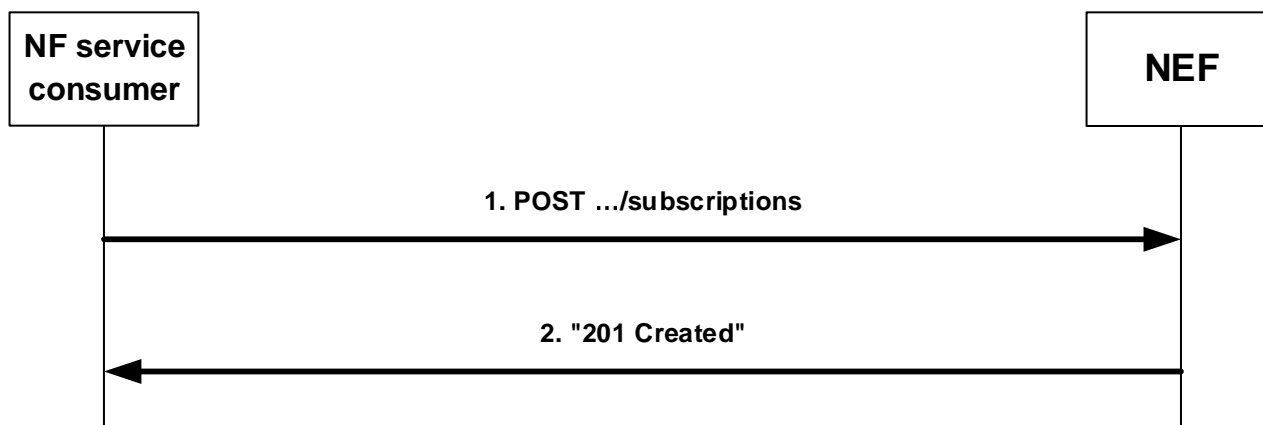 NF service
consumer
NEF
1. POST …/subscriptions
2. "201 Created"